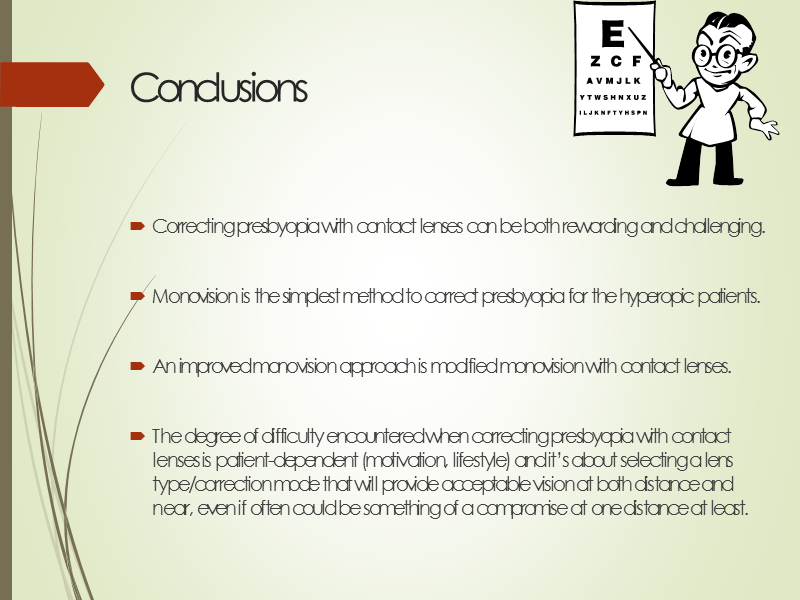 E
Z C F
A V M J L K
Y T W S H N X U Z
I L J K N F T Y H S P N
Conclusions
Correcting presbyopia with contact lenses can be both rewarding and challenging.
Monovision is the simplest method to correct presbyopia for the hyperopic patients.
An improved monovision approach is modified monovision with contact lenses.
The degree of difficulty encountered when correcting presbyopia with contact
lenses is patient-dependent (motivation, lifestyle) and it's about selecting a lens
type/correction mode that will provide acceptable vision at both distance and
near, even if often could be something of a compromise at one distance at least.